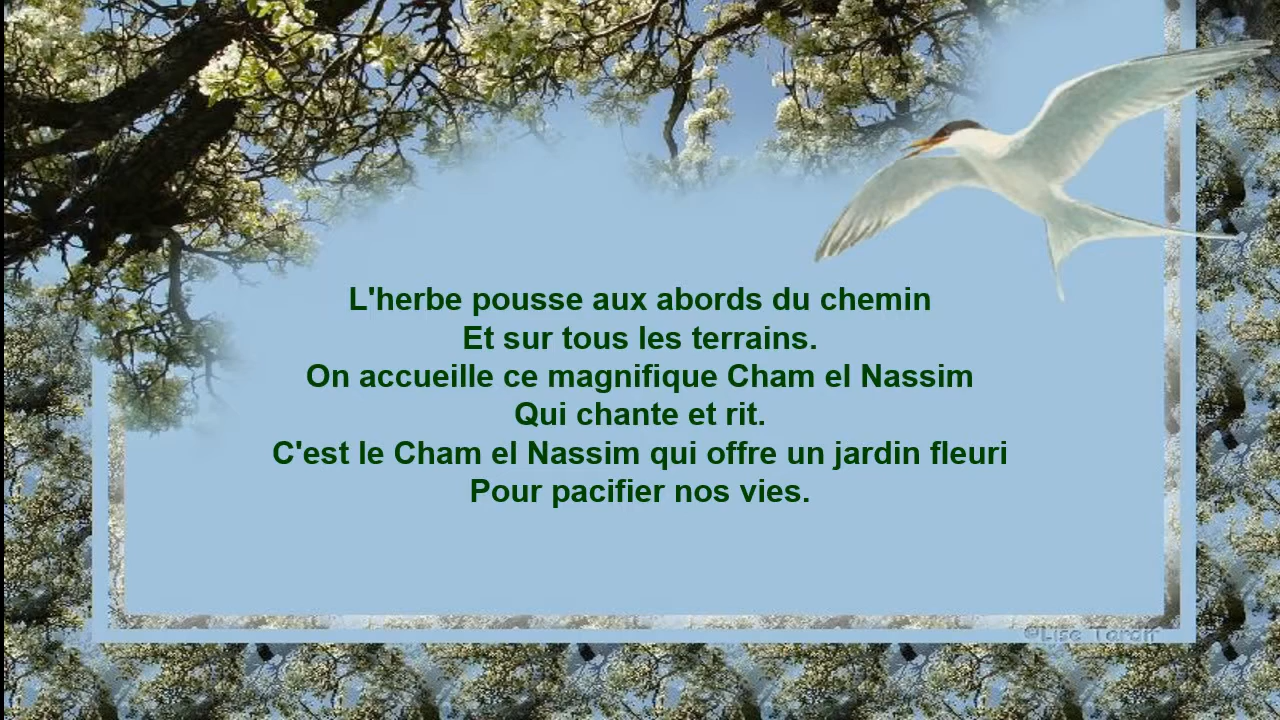 L'herbe pousse aux abords du chemin
Et sur tous les terrains.
On accueille ce magnifique Cham el Nassim
Qui chante et rit.
C'est le Cham el Nassim qui offre un jardin fleuri
Pour pacifier nos vies.
©Lise Tardif